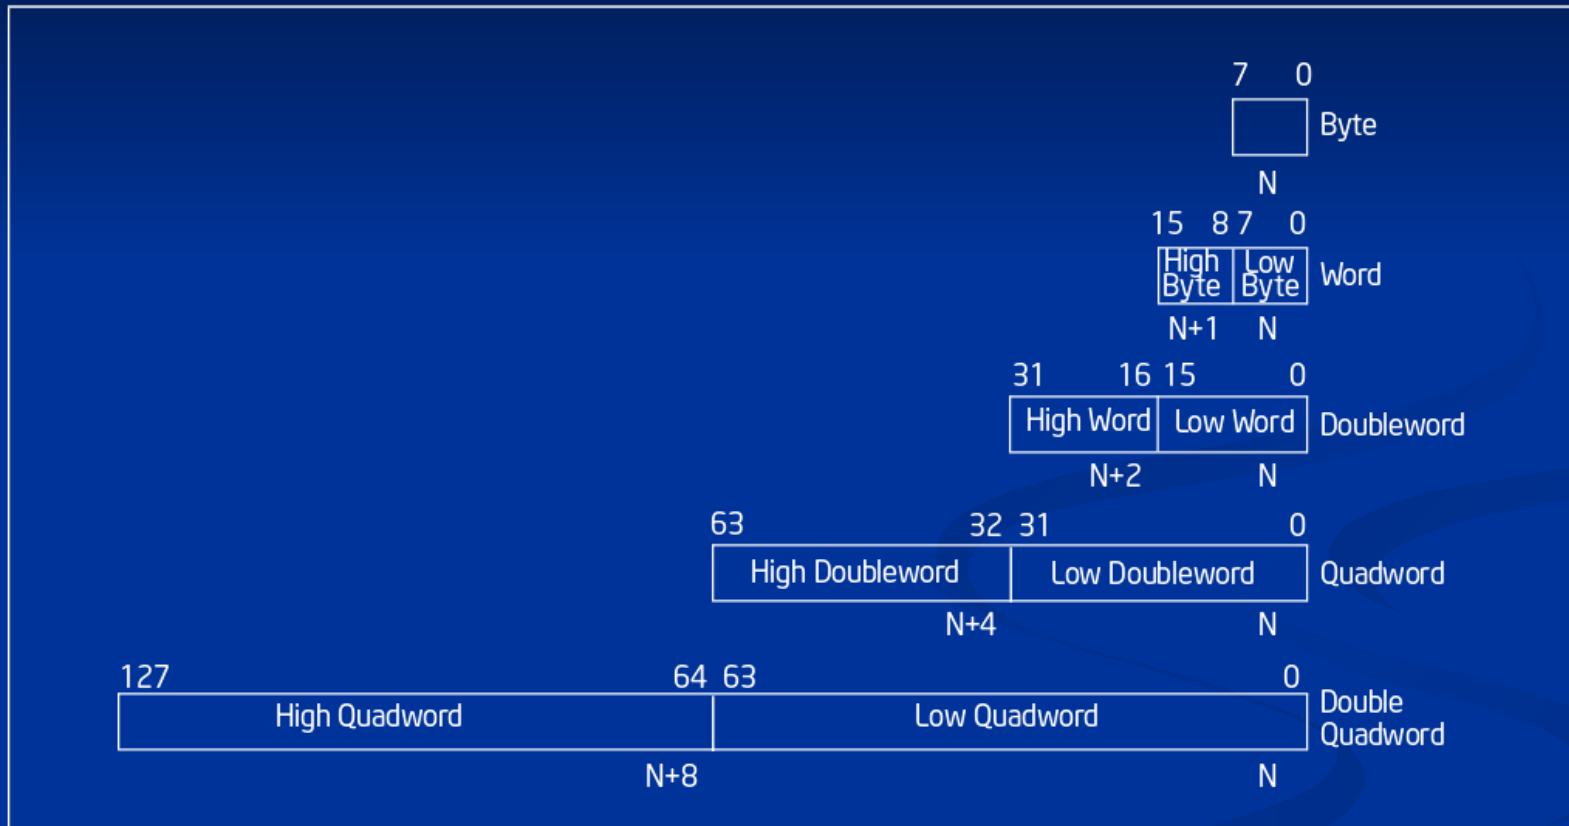 7 0
Byte
N
15 8 7 0
High Byte Low Byte Word
N+1 N
31 16 15 0
High Word Low Word Doubleword
N+2 N
63 32 31 0
High Doubleword Low Doubleword Quadword
N+4 N
127 64 63 0
High Quadword Low Quadword Double Quadword
N+8 N